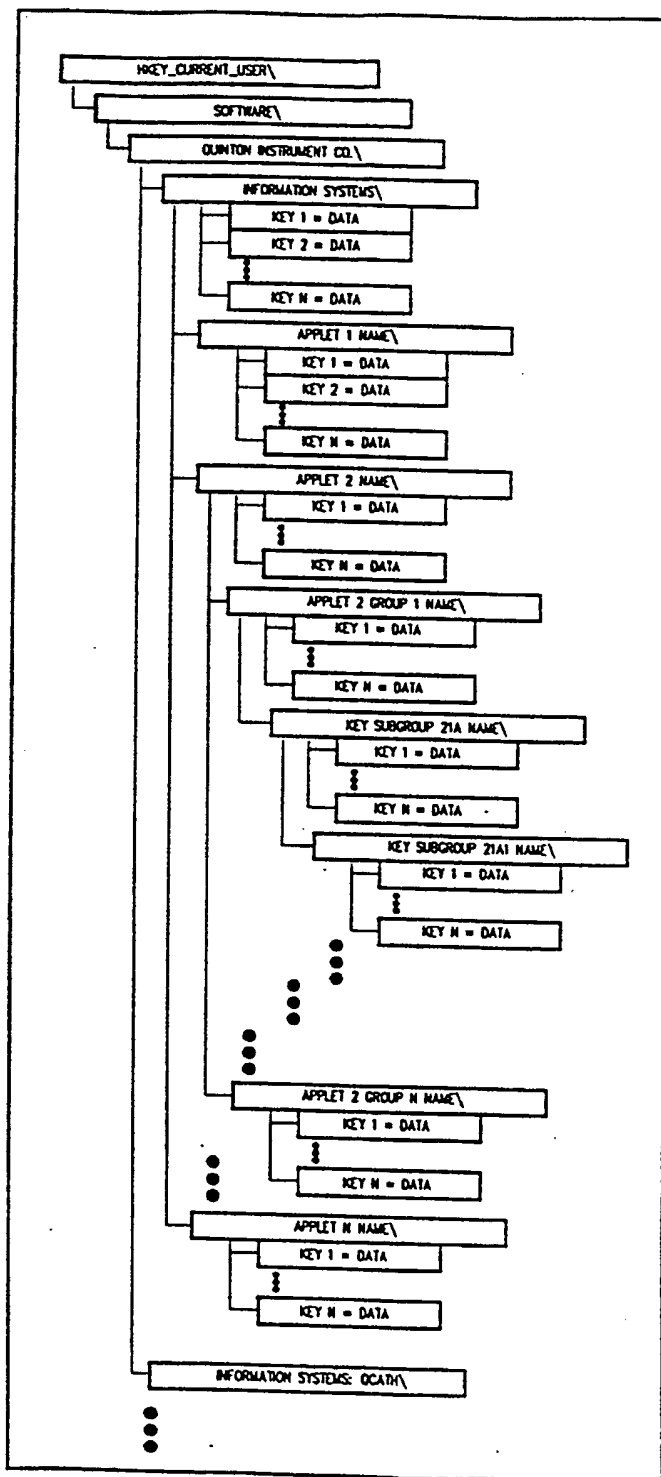 HKEY_CURRENT_USER\
SOFTWARE\
QUINTON INSTRUMENT CO.\
INFORMATION SYSTEMS\
KEY 1 = DATA
KEY 2 = DATA
KEY N = DATA
APPLET 1 NAME\
KEY 1 = DATA
KEY 2 = DATA
KEY N = DATA
APPLET 2 NAME\
KEY 1 = DATA
KEY N = DATA
APPLET 2 GROUP 1 NAME\
KEY 1 = DATA
KEY N = DATA
KEY SUBGROUP 21A NAME\
KEY 1 = DATA
KEY N = DATA
KEY SUBGROUP 21A1 NAME\
KEY 1 = DATA
KEY N = DATA
APPLET 2 GROUP N NAME\
KEY 1 = DATA
KEY N = DATA
APPLET N NAME\
KEY 1 = DATA
KEY N = DATA
INFORMATION SYSTEMS: QCATH\